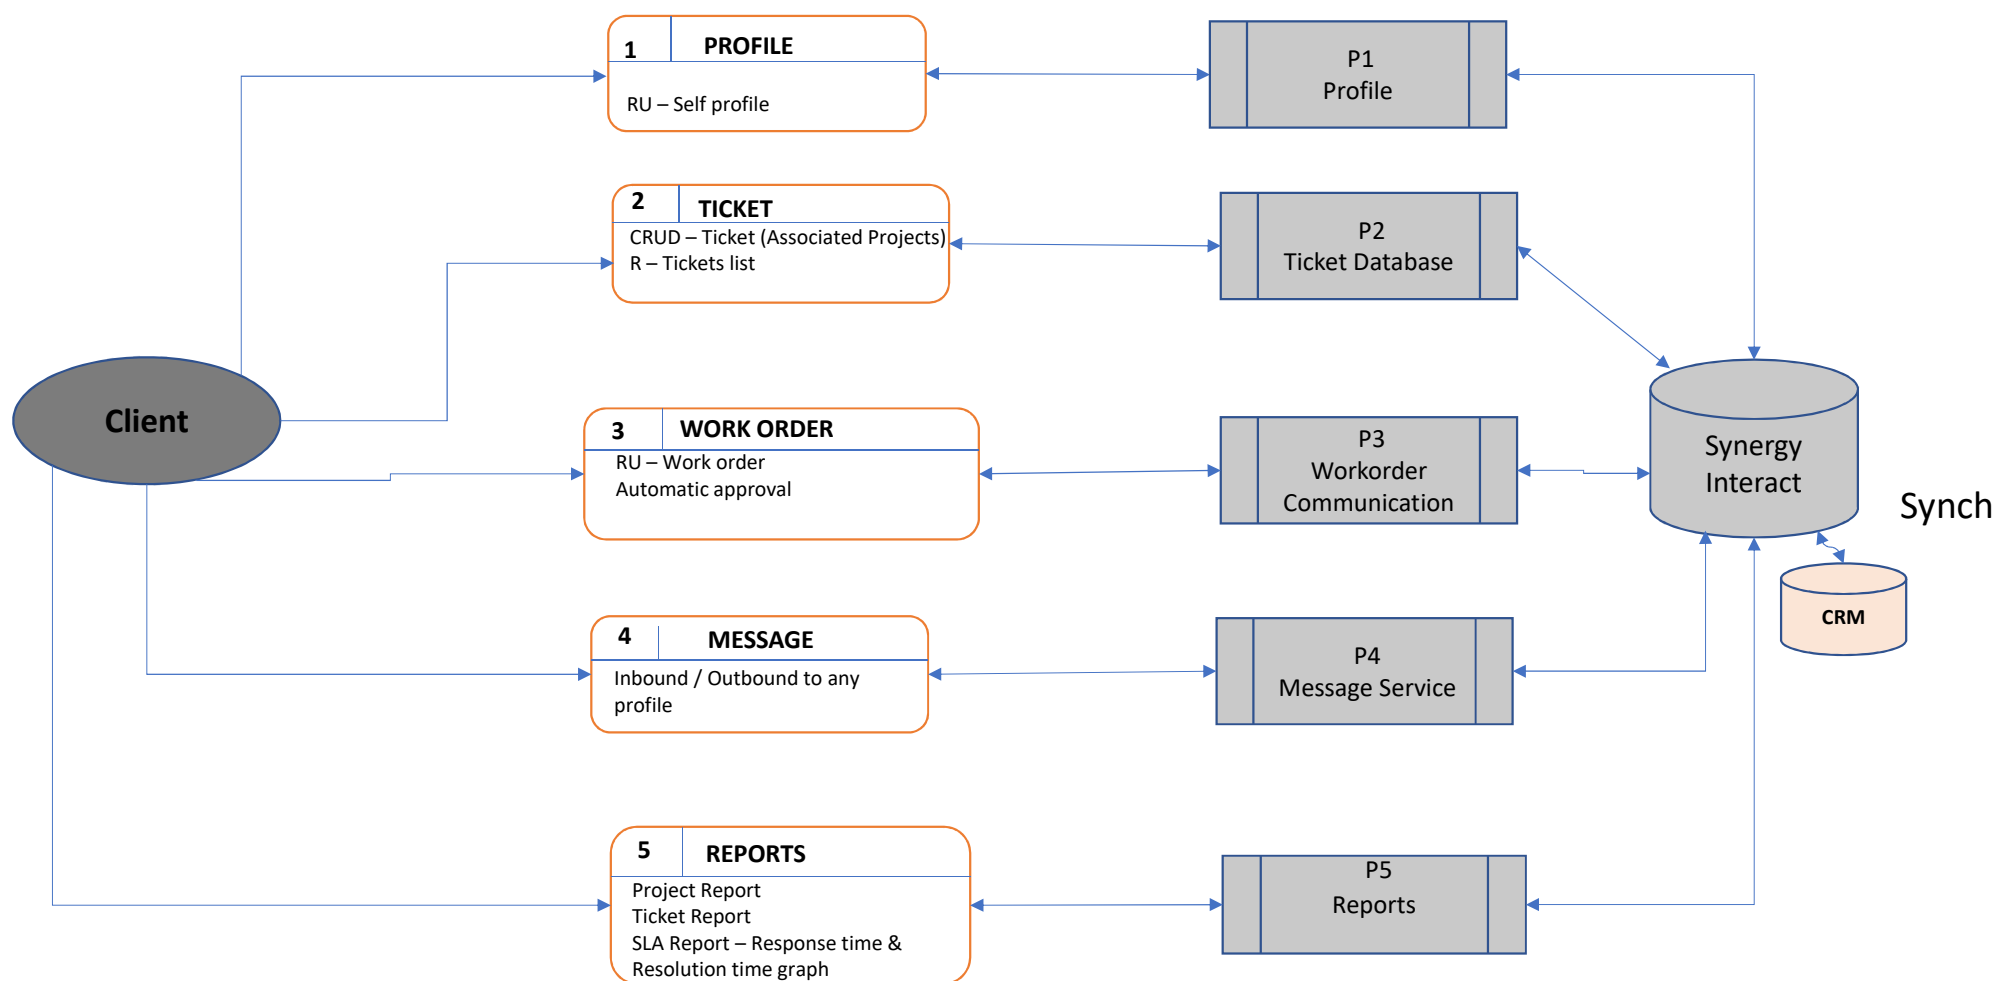 1 PROFILE
RU – Self profile
P1
Profile
2 TICKET
CRUD – Ticket (Associated Projects)
R – Tickets list
P2
Ticket Database
Client
3 WORK ORDER
RU – Work order
Automatic approval
P3
Workorder
Communication
Synergy
Interact
Synch
CRM
4 MESSAGE
Inbound / Outbound to any
profile
P4
Message Service
5 REPORTS
Project Report
Ticket Report
SLA Report – Response time &
Resolution time graph
P5
Reports